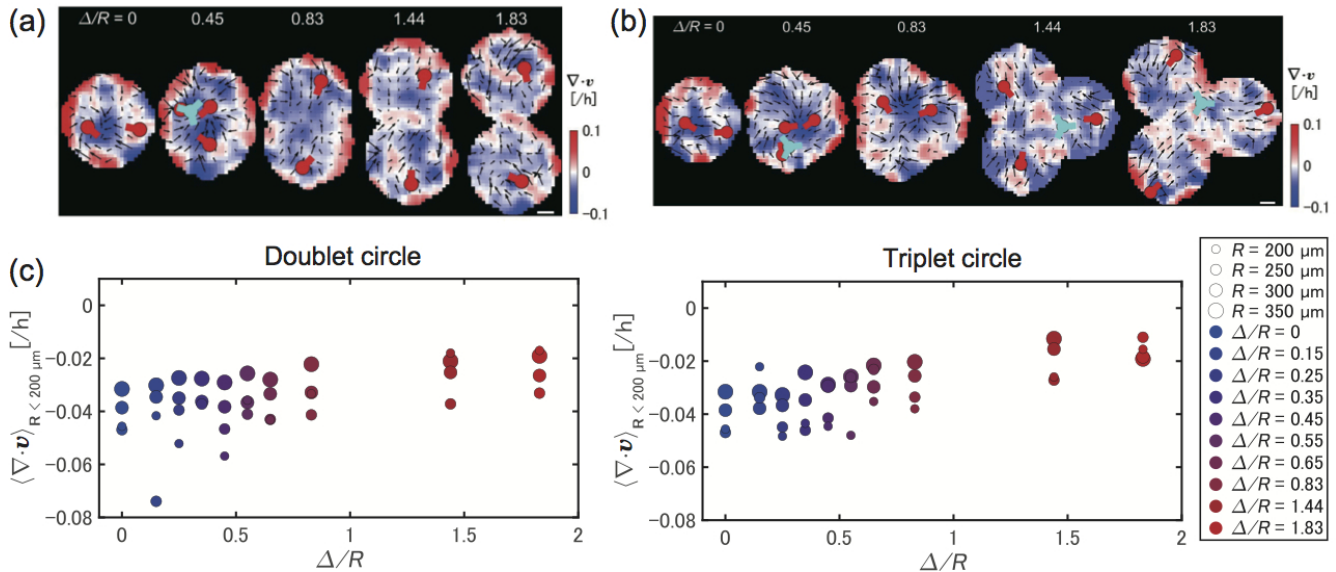 (a)
Δ/R = 0 0.45 0.83 1.44 1.83
∇·v
[/h]
0.1
−0.1
(b)
Δ/R = 0 0.45 0.83 1.44 1.83
∇·v
[/h]
0.1
−0.1
(c)
Doublet circle
⟨∇·v⟩R < 200 μm[/h]
0
−0.02
−0.04
−0.06
−0.08
0 0.5 1 1.5 2
Δ/R
Triplet circle
⟨∇·v⟩R < 200 μm[/h]
0
−0.02
−0.04
−0.06
−0.08
0 0.5 1 1.5 2
Δ/R
R = 200 μm
R = 250 μm
R = 300 μm
R = 350 μm
Δ/R = 0
Δ/R = 0.15
Δ/R = 0.25
Δ/R = 0.35
Δ/R = 0.45
Δ/R = 0.55
Δ/R = 0.65
Δ/R = 0.83
Δ/R = 1.44
Δ/R = 1.83